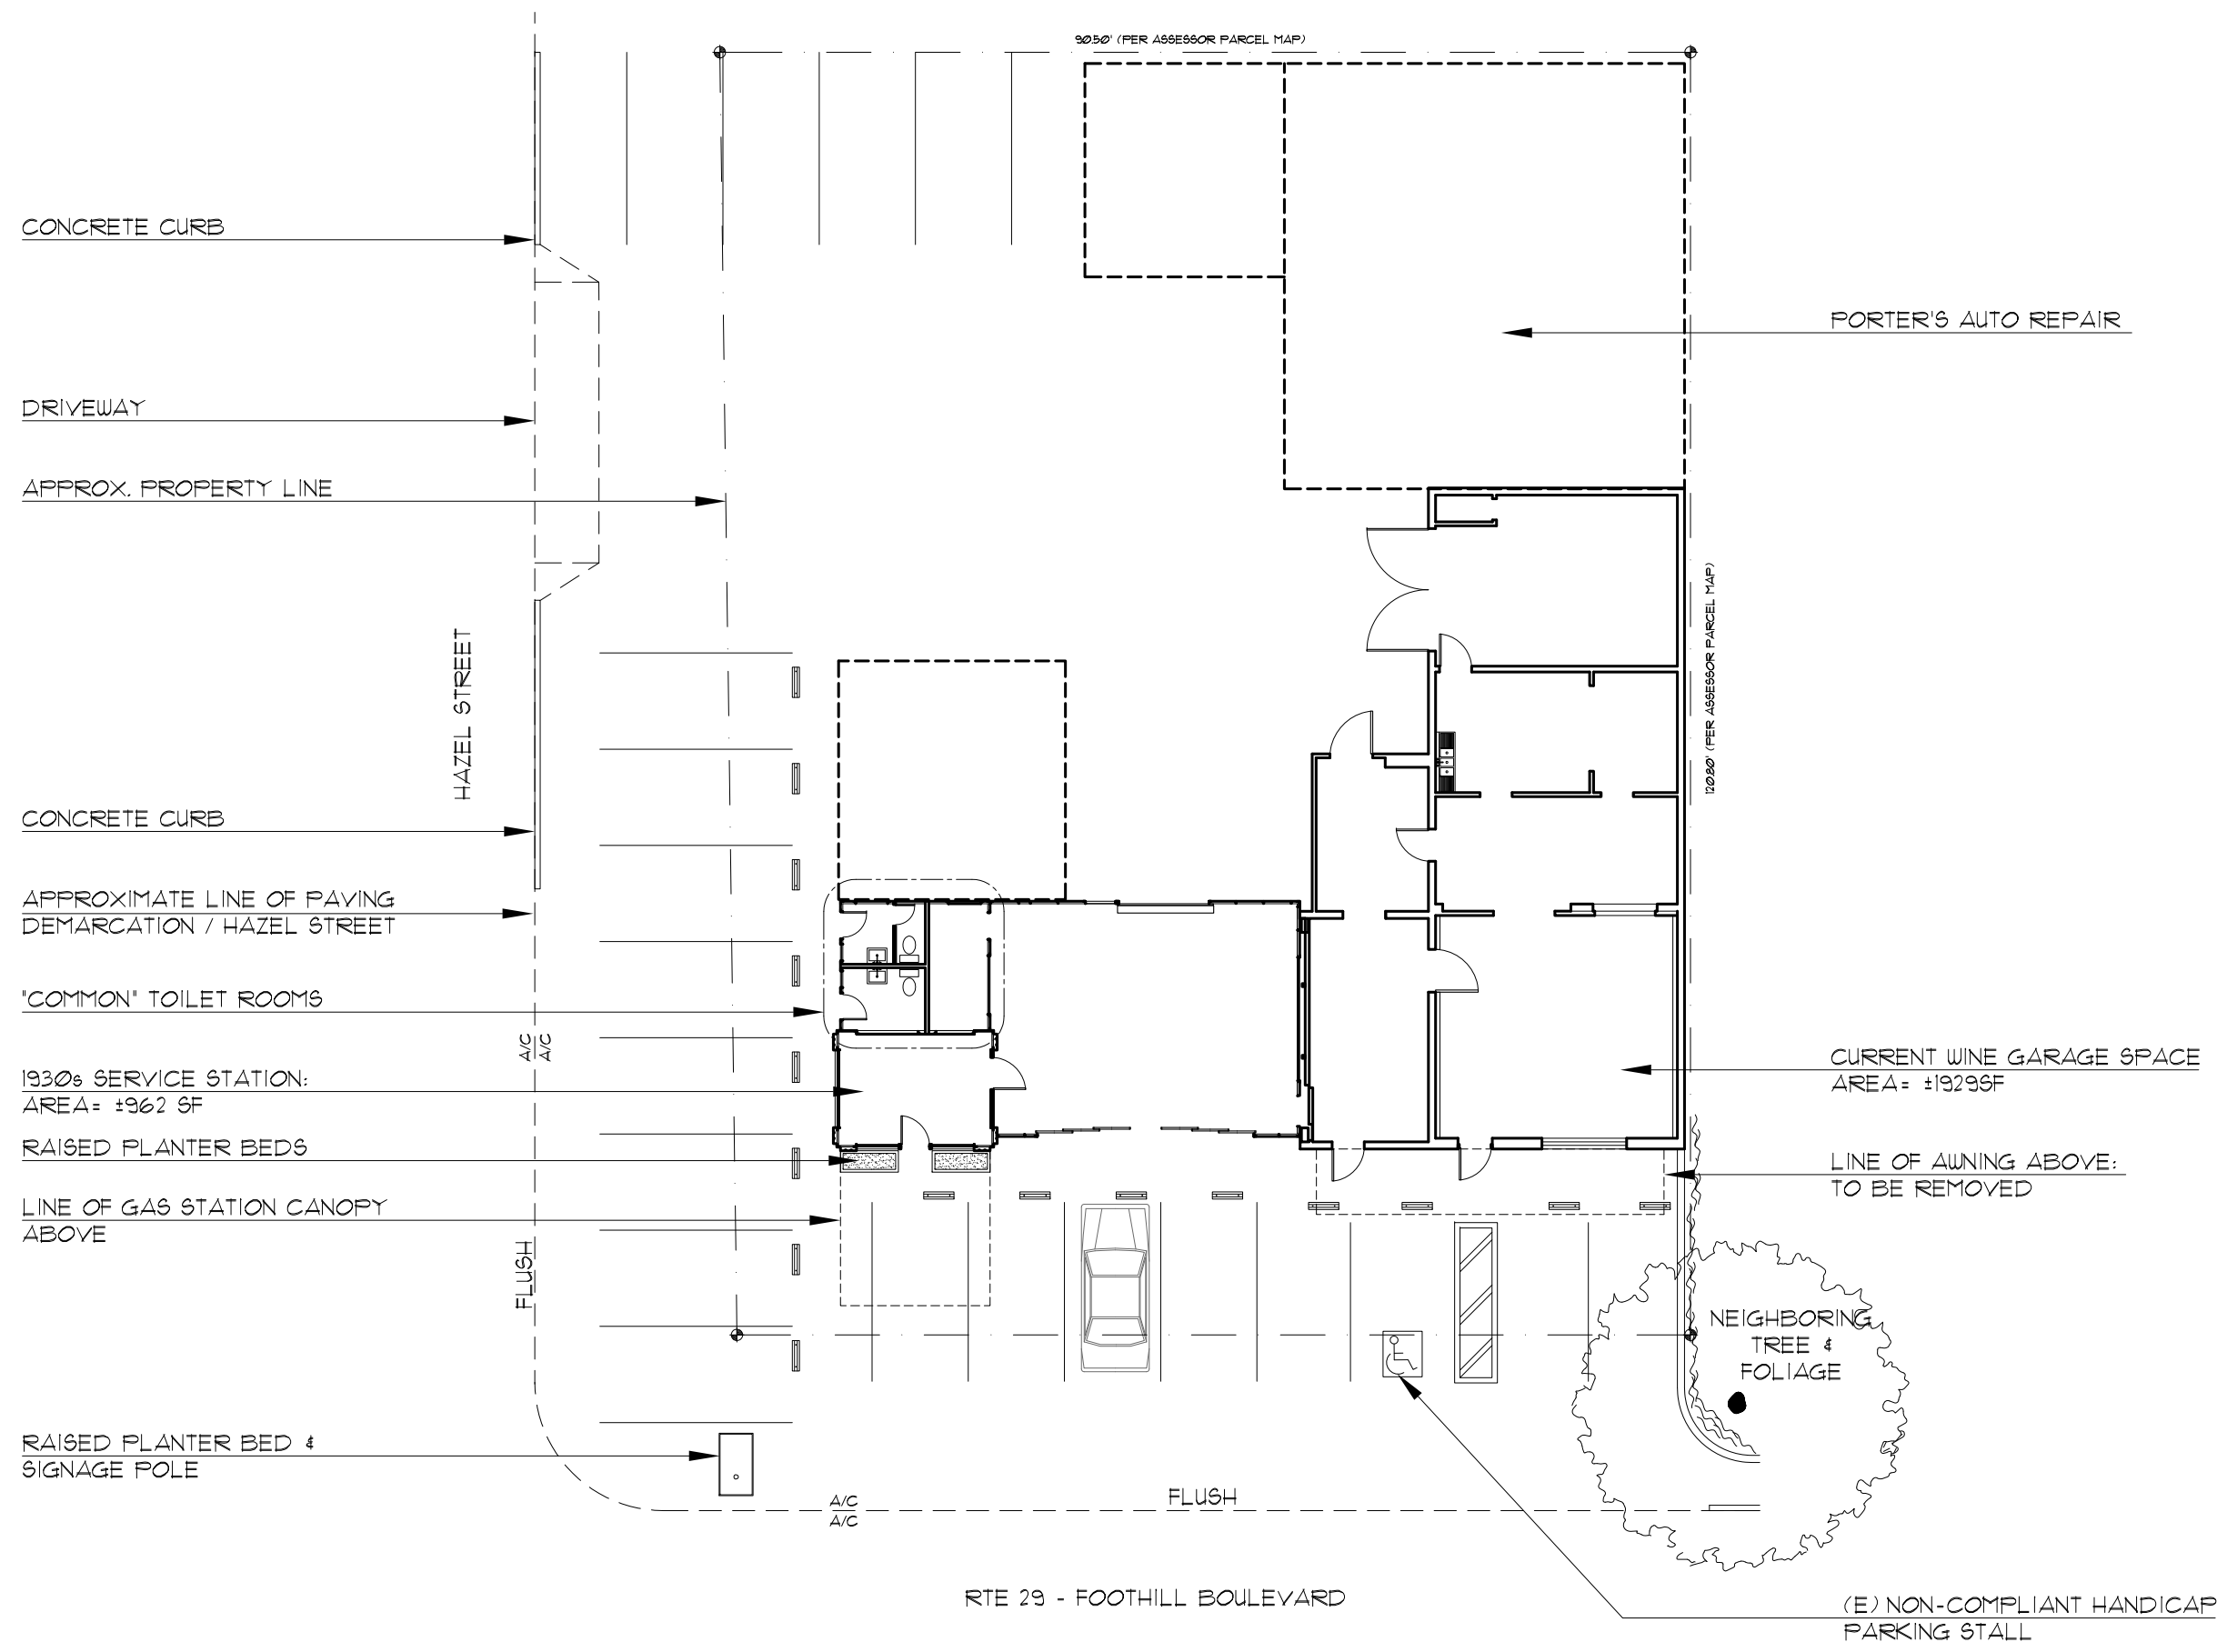 90.50' (PER ASSESSOR PARCEL MAP)
CONCRETE CURB
PORTER'S AUTO REPAIR
DRIVEWAY
APPROX. PROPERTY LINE
120.80' (PER ASSESSOR PARCEL MAP)
HAZEL STREET
CONCRETE CURB
APPROXIMATE LINE OF PAVING
DEMARCATION / HAZEL STREET
"COMMON" TOILET ROOMS
A/C
A/C
1930s SERVICE STATION:
AREA= ±962 SF
CURRENT WINE GARAGE SPACE
AREA= ±1929SF
RAISED PLANTER BEDS
LINE OF AWNING ABOVE:
TO BE REMOVED
LINE OF GAS STATION CANOPY
ABOVE
FLUSH
NEIGHBORING
TREE &
FOLIAGE
RAISED PLANTER BED &
SIGNAGE POLE
A/C
A/C
FLUSH
RTE 29 - FOOTHILL BOULEVARD
(E) NON-COMPLIANT HANDICAP
PARKING STALL